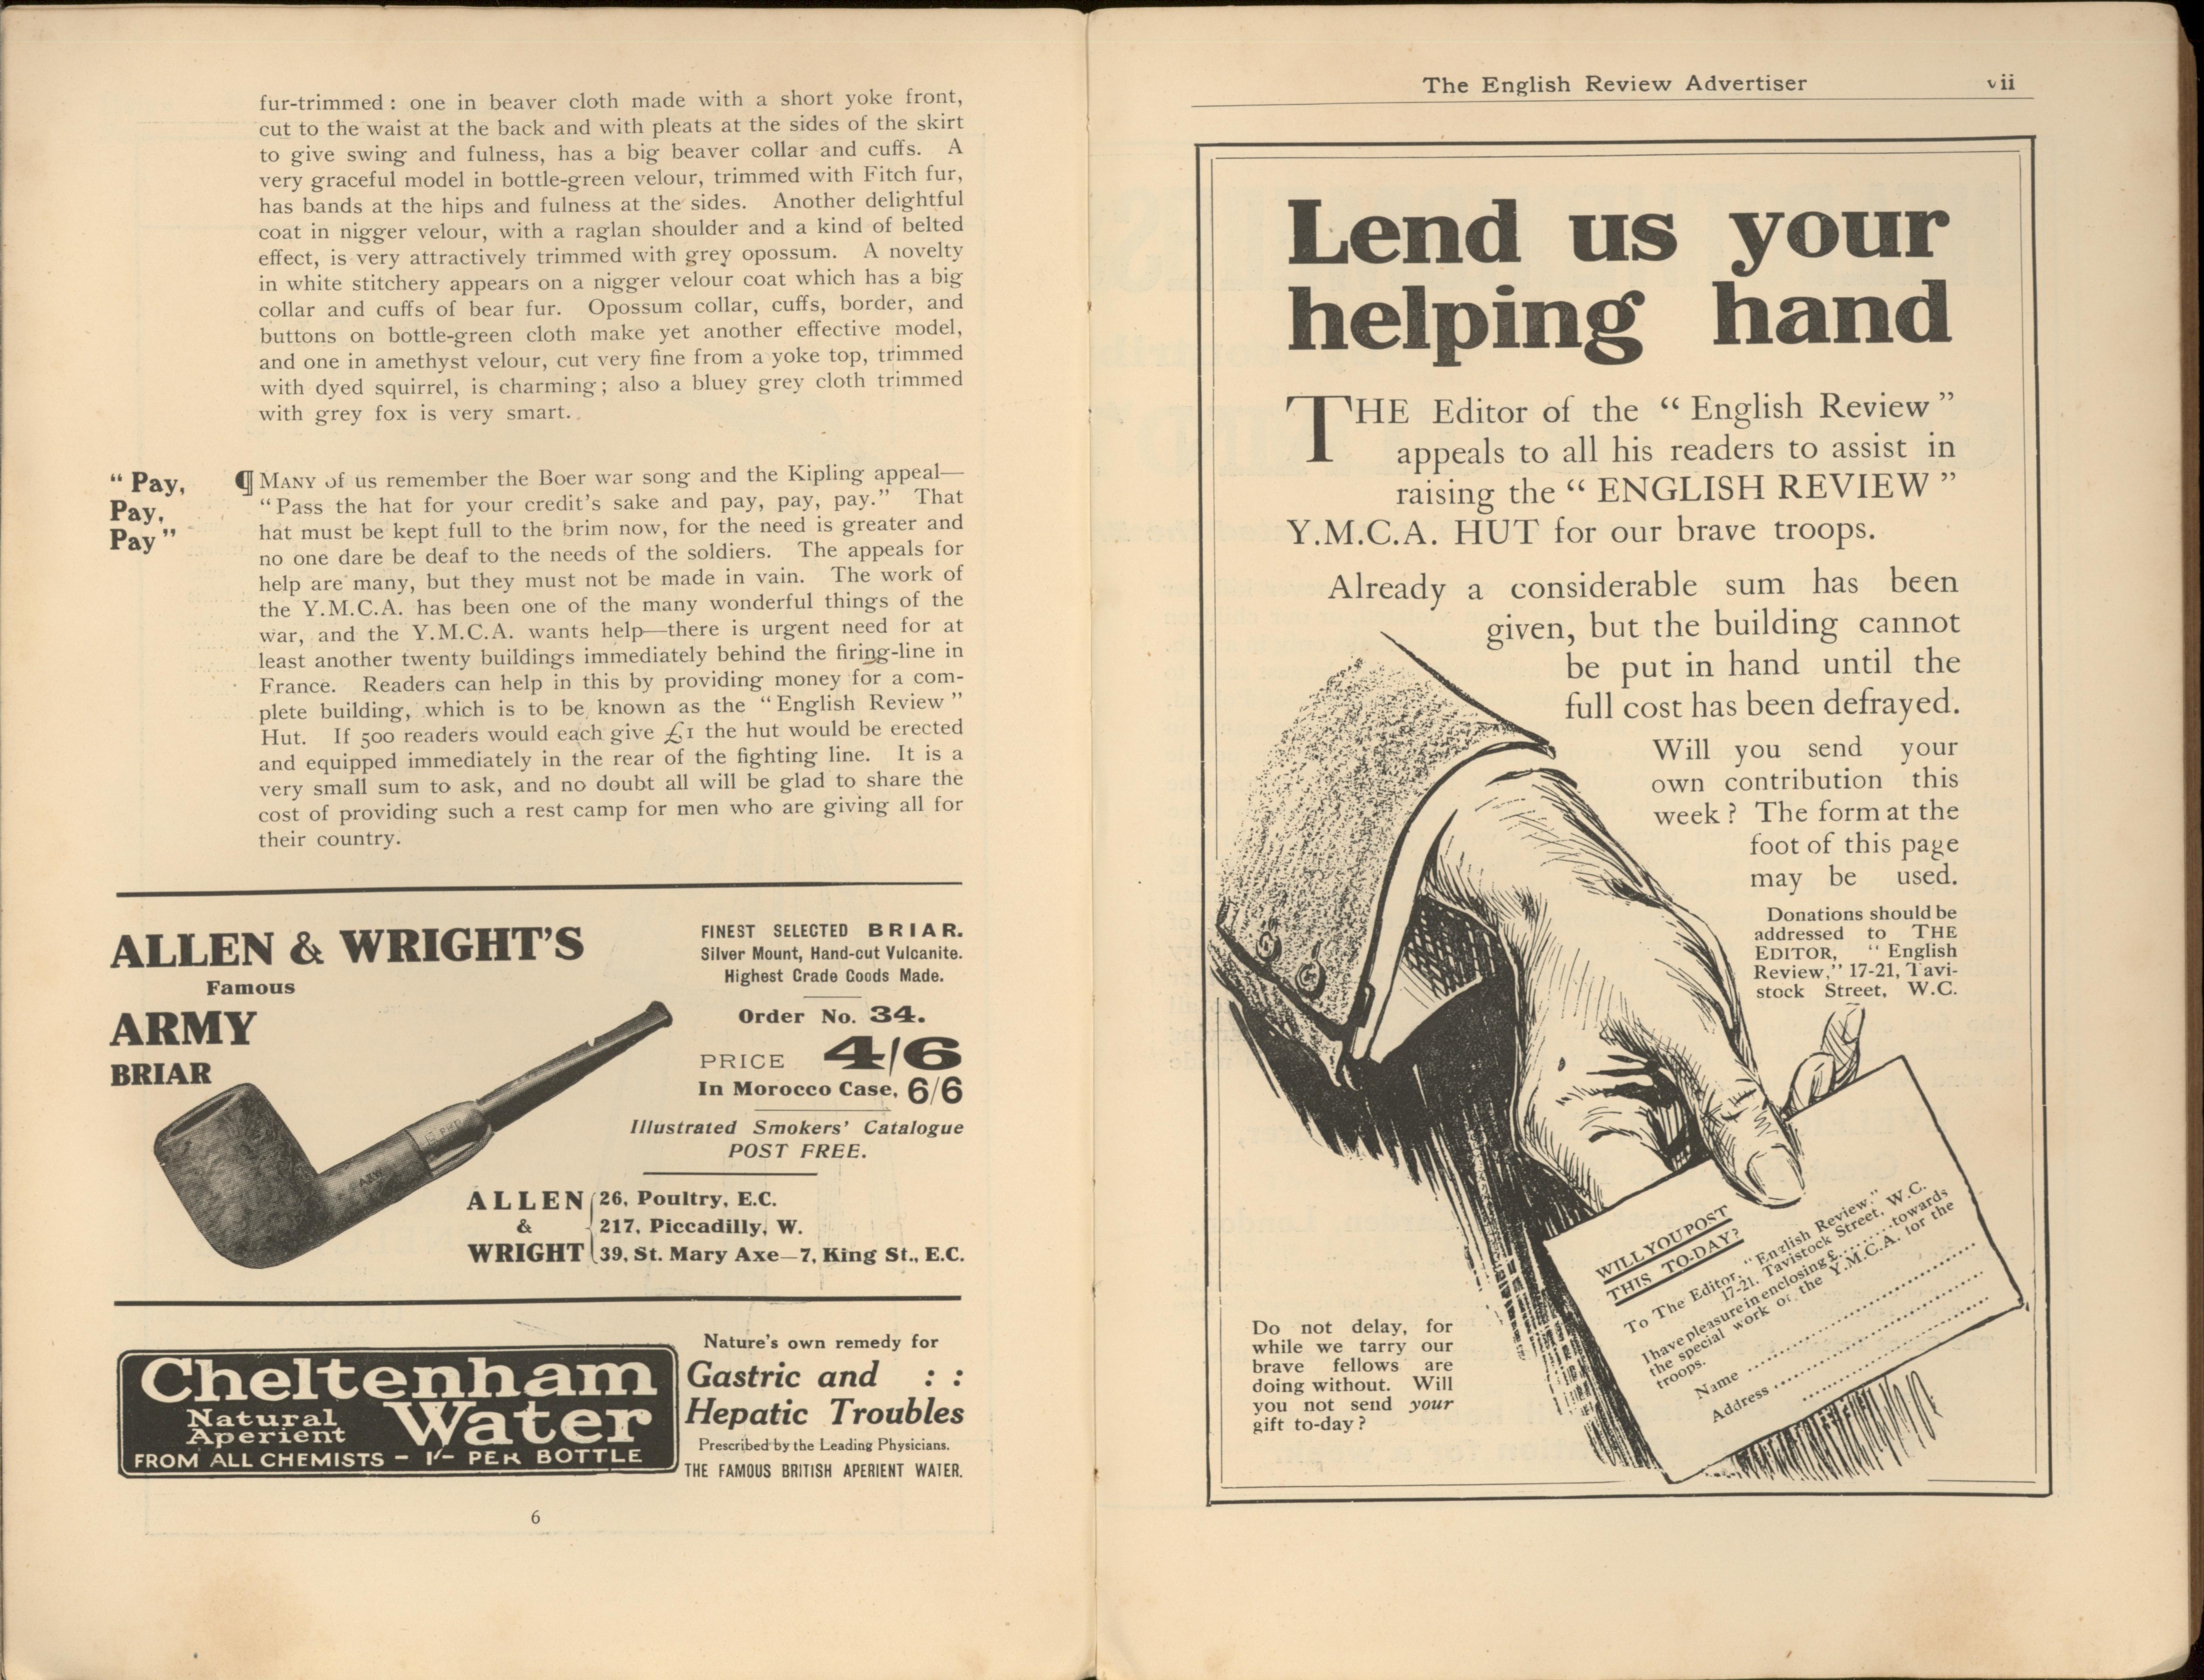 fur-trimmed : one in beaver cloth made with a short yoke front,
cut to the waist at the back and with pleats at the sides of the skirt
to give swing and fulness, has a big beaver collar and cuffs. A
very graceful model in bottle-green velour, trimmed with Fitch fur,
has bands at the hips and fulness at the sides. Another delightful
coat in nigger velour, with a raglan shoulder and a kind of belted
effect, is very attractively trimmed with grey opossum. A novelty
in white stitchery appears on a nigger velour coat which has a big
collar and cuffs of bear fur. Opossum collar, cuffs, border, and
buttons on bottle-green cloth make yet another effective model,
and one in amethyst velour, cut very fine from a yoke top, trimmed
with dyed squirrel, is charming; also a bluey grey cloth trimmed
with grey fox is very smart.
“ Pay,
Pay,
Pay ”
¶ MANY of us remember the Boer war song and the Kipling appeal—
“ Pass the hat for your credit's sake and pay, pay, pay.” That
hat must be kept full to the brim now, for the need is greater and
no one dare be deaf to the needs of the soldiers. The appeals for
help are many, but they must not be made in vain. The work of
the Y.M.C.A. has been one of the many wonderful things of the
war, and the Y.M.C.A. wants help—there is urgent need for at
least another twenty buildings immediately behind the firing-line in
France. Readers can help in this by providing money for a com-
plete building, which is to be known as the “ English Review ”
Hut. If 500 readers would each give £1 the hut would be erected
and equipped immediately in the rear of the fighting line. It is a
very small sum to ask, and no doubt all will be glad to share the
cost of providing such a rest camp for men who are giving all for
their country.
ALLEN & WRIGHT'S
Famous
ARMY
BRIAR
A&W
FINEST SELECTED BRIAR.
Silver Mount, Hand-cut Vulcanite.
Highest Grade Goods Made.
Order No. 34.
PRICE 4/6
In Morocco Case, 6/6
Illustrated Smokers' Catalogue
POST FREE.
ALLEN & WRIGHT
26, Poultry, E.C.
217, Piccadilly, W.
39, St. Mary Axe—7, King St., E.C.
Cheltenham
Natural
Aperient
Water
FROM ALL CHEMISTS – 1/- PER BOTTLE
Nature's own remedy for
Gastric and : :
Hepatic Troubles
Prescribed by the Leading Physicians.
THE FAMOUS BRITISH APERIENT WATER.
6
The English Review Advertiser vii
Lend us your
helping hand
THE Editor of the “ English Review ”
appeals to all his readers to assist in
raising the “ ENGLISH REVIEW ”
Y.M.C.A. HUT for our brave troops.
Already a considerable sum has been
given, but the building cannot
be put in hand until the
full cost has been defrayed.
Will you send your
own contribution this
week ? The form at the
foot of this page
may be used.
Donations should be
addressed to THE
EDITOR, “ English
Review,” 17-21, Tavi-
stock Street, W.C.
WILL YOU POST
THIS TO-DAY?
To The Editor, “ English Review,”
17-21, Tavistock Street, W.C.
I have pleasure in enclosing £.........towards
the special work of the Y.M.C.A. for the
troops.
Name
Address
Do not delay, for
while we tarry our
brave fellows are
doing without. Will
you not send your
gift to-day ?